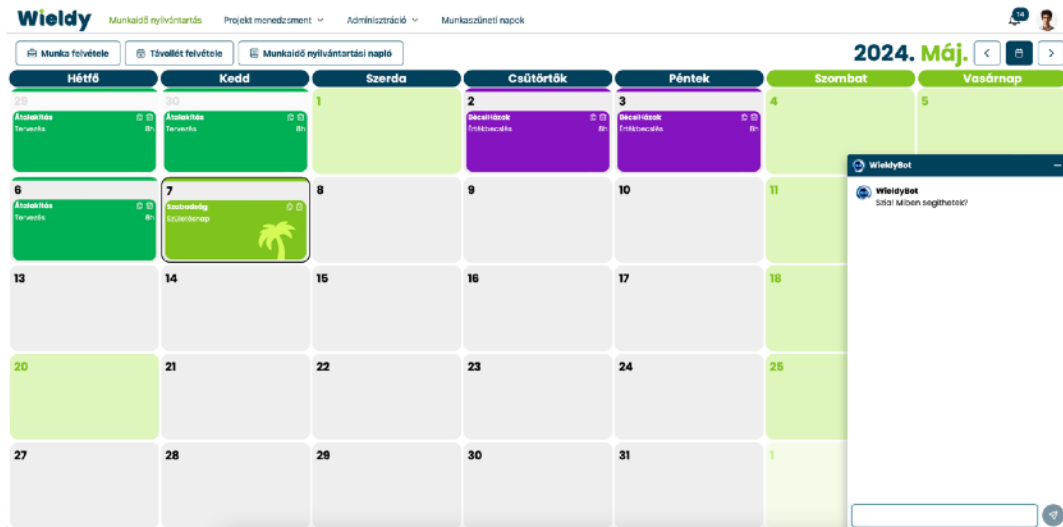 Wieldy Munkaidő nyilvántartás Projekt menedzsment Adminisztráció Munkaszüneti napok 14
Munka felvétele Távollét felvétele Munkaidő nyilvántartási napló 2024. Máj.
Hétfő Kedd Szerda Csütörtök Péntek Szombat Vasárnap
29 30 1 2 3 4 5
Átalakítás Átalakítás BécsiHázak BécsiHázak
Tervezés 8h Tervezés 8h Értékbecslés 8h Értékbecslés 8h
WieldyBot
WieldyBot
Szia! Miben segíthetek?
6 7 8 9 10 11
Átalakítás Szabadság
Tervezés 8h Születésnap
13 14 15 16 17 18
20 21 22 23 24 25
27 28 29 30 31 1